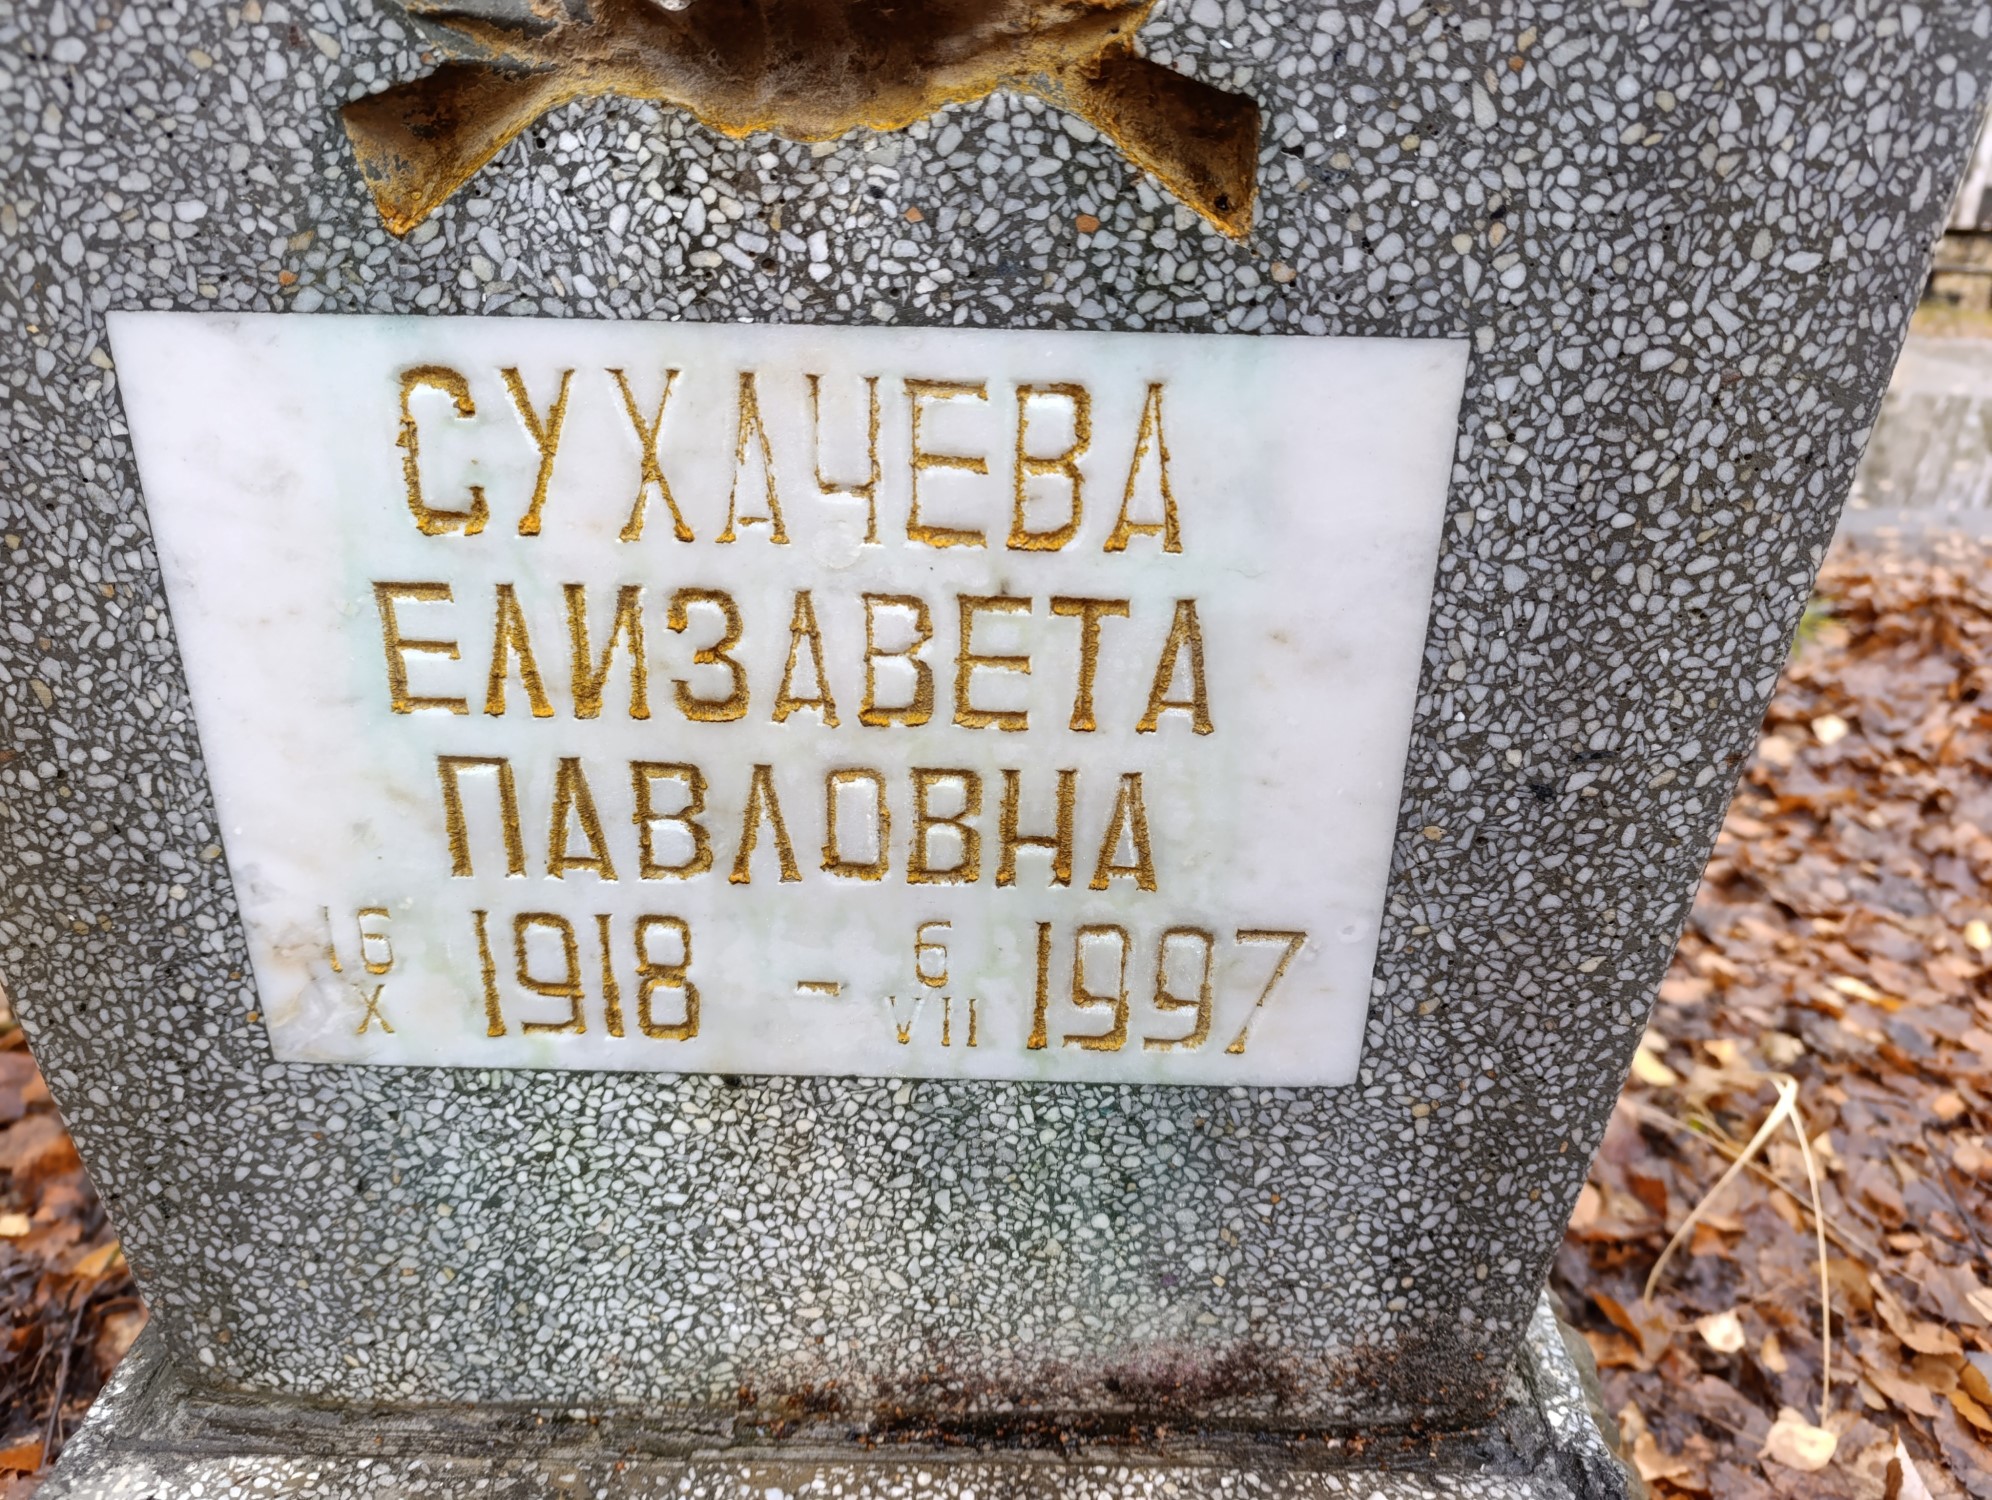 СУХАЧЕВА
ЕЛИЗАВЕТА
ПАВЛОВНА
16 X 1918 - 6 VII 1997